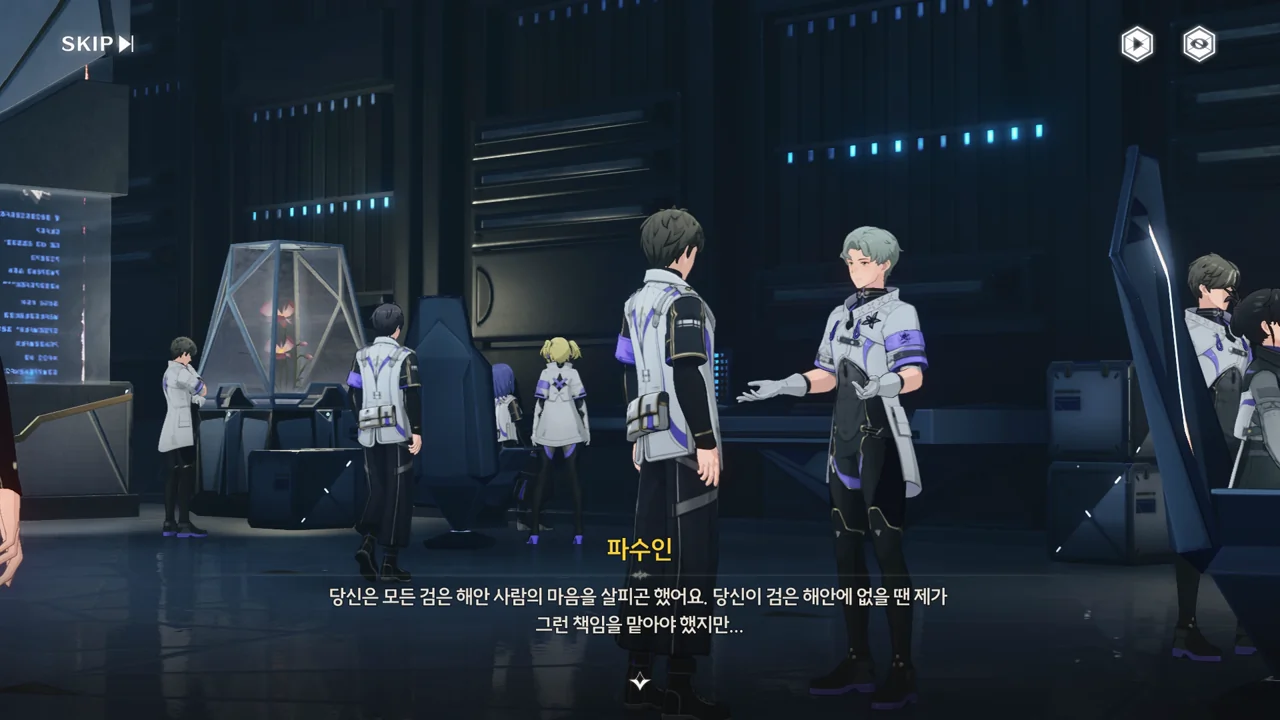 SKIP
파수인
당신은 모든 검은 해안 사람의 마음을 살피곤 했어요. 당신이 검은 해안에 없을 땐 제가
그런 책임을 맡아야 했지만...